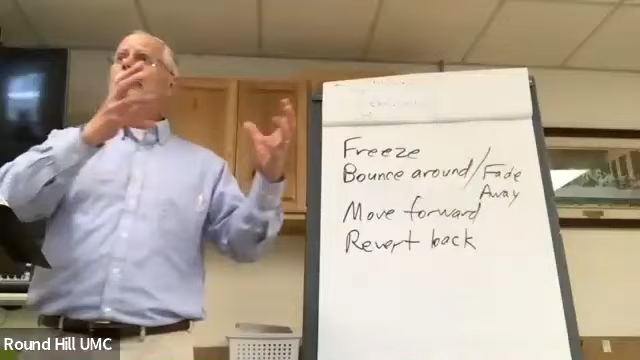 Freeze
Bounce around/Fade
Away
Move forward
Revert back
Round Hill UMC